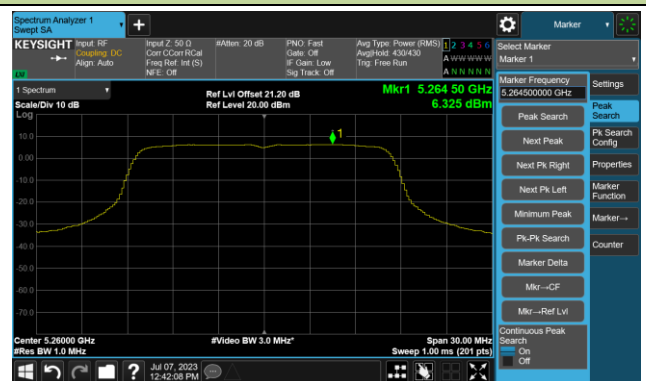 Spectrum Analyzer 1
Swept SA
+
Marker
KEYSIGHT
Input: RF
Coupling: DC
Align: Auto
Input Z: 50 Ω
Corr CCorr RCal
Freq Ref: Int (S)
NFE: Off
#Atten: 20 dB
PNO: Fast
Gate: Off
IF Gain: Low
Sig Track: Off
Avg Type: Power (RMS)
Avg|Hold: 430/430
Trig: Free Run
1 2 3 4 5 6
A W W W W W
A N N N N N
LW
Select Marker
Marker 1
1 Spectrum
Scale/Div 10 dB
Log
Ref Lvl Offset 21.20 dB
Ref Level 20.00 dBm
Mkr1 5.264 50 GHz
6.325 dBm
1
10.0
0.00
-10.0
-20.0
-30.0
-40.0
-50.0
-60.0
-70.0
Center 5.26000 GHz
#Res BW 1.0 MHz
#Video BW 3.0 MHz*
Span 30.00 MHz
Sweep 1.00 ms (201 pts)
Marker Frequency
5.264500000 GHz
Peak Search
Next Peak
Next Pk Right
Next Pk Left
Minimum Peak
Pk-Pk Search
Marker Delta
Mkr→CF
Mkr→Ref Lvl
Continuous Peak
Search
On
Off
Settings
Peak
Search
Pk Search
Config
Properties
Marker
Function
Marker→
Counter
?
Jul 07, 2023
12:42:08 PM